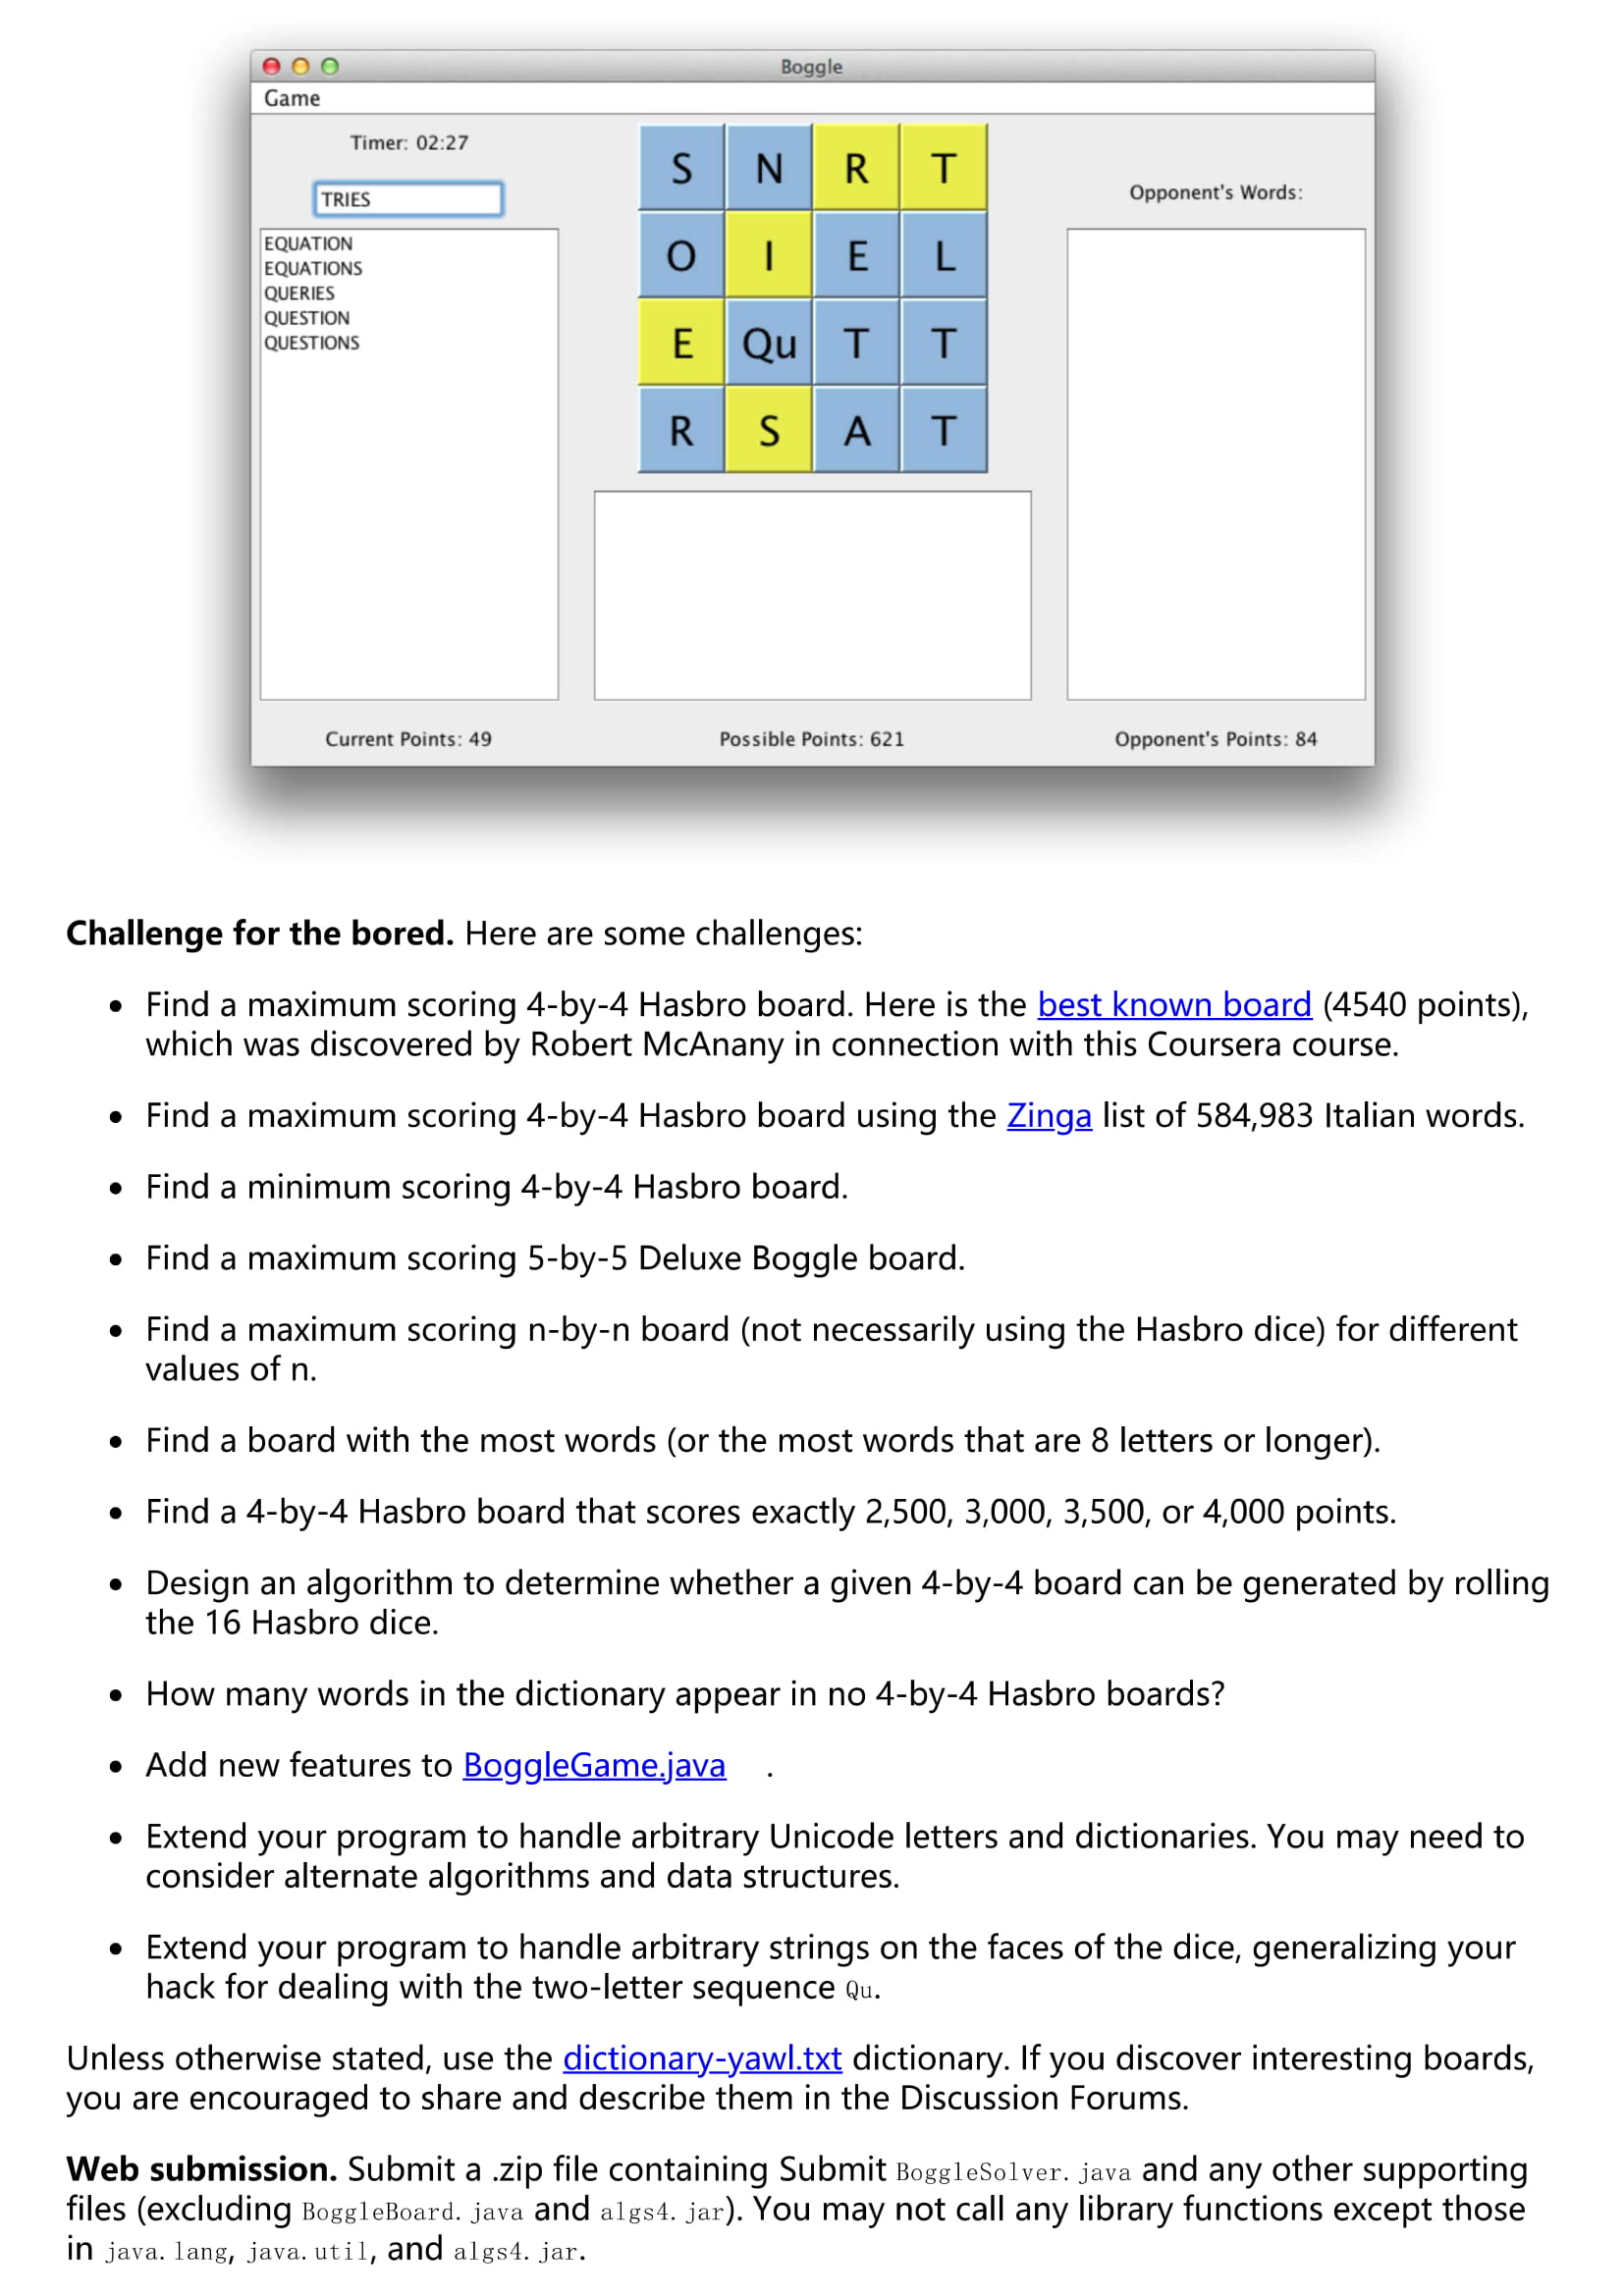 Boggle
Game
Timer: 02:27
TRIES
EQUATION
EQUATIONS
QUERIES
QUESTION
QUESTIONS
S N R T
O I E L
E Qu T T
R S A T
Opponent's Words:
Current Points: 49
Possible Points: 621
Opponent's Points: 84
Challenge for the bored. Here are some challenges:
• Find a maximum scoring 4-by-4 Hasbro board. Here is the best known board (4540 points),
which was discovered by Robert McAnany in connection with this Coursera course.
• Find a maximum scoring 4-by-4 Hasbro board using the Zinga list of 584,983 Italian words.
• Find a minimum scoring 4-by-4 Hasbro board.
• Find a maximum scoring 5-by-5 Deluxe Boggle board.
• Find a maximum scoring n-by-n board (not necessarily using the Hasbro dice) for different
values of n.
• Find a board with the most words (or the most words that are 8 letters or longer).
• Find a 4-by-4 Hasbro board that scores exactly 2,500, 3,000, 3,500, or 4,000 points.
• Design an algorithm to determine whether a given 4-by-4 board can be generated by rolling
the 16 Hasbro dice.
• How many words in the dictionary appear in no 4-by-4 Hasbro boards?
• Add new features to BoggleGame.java .
• Extend your program to handle arbitrary Unicode letters and dictionaries. You may need to
consider alternate algorithms and data structures.
• Extend your program to handle arbitrary strings on the faces of the dice, generalizing your
hack for dealing with the two-letter sequence Qu.
Unless otherwise stated, use the dictionary-yawl.txt dictionary. If you discover interesting boards,
you are encouraged to share and describe them in the Discussion Forums.
Web submission. Submit a .zip file containing Submit BoggleSolver.java and any other supporting
files (excluding BoggleBoard.java and algs4.jar). You may not call any library functions except those
in java.lang, java.util, and algs4.jar.